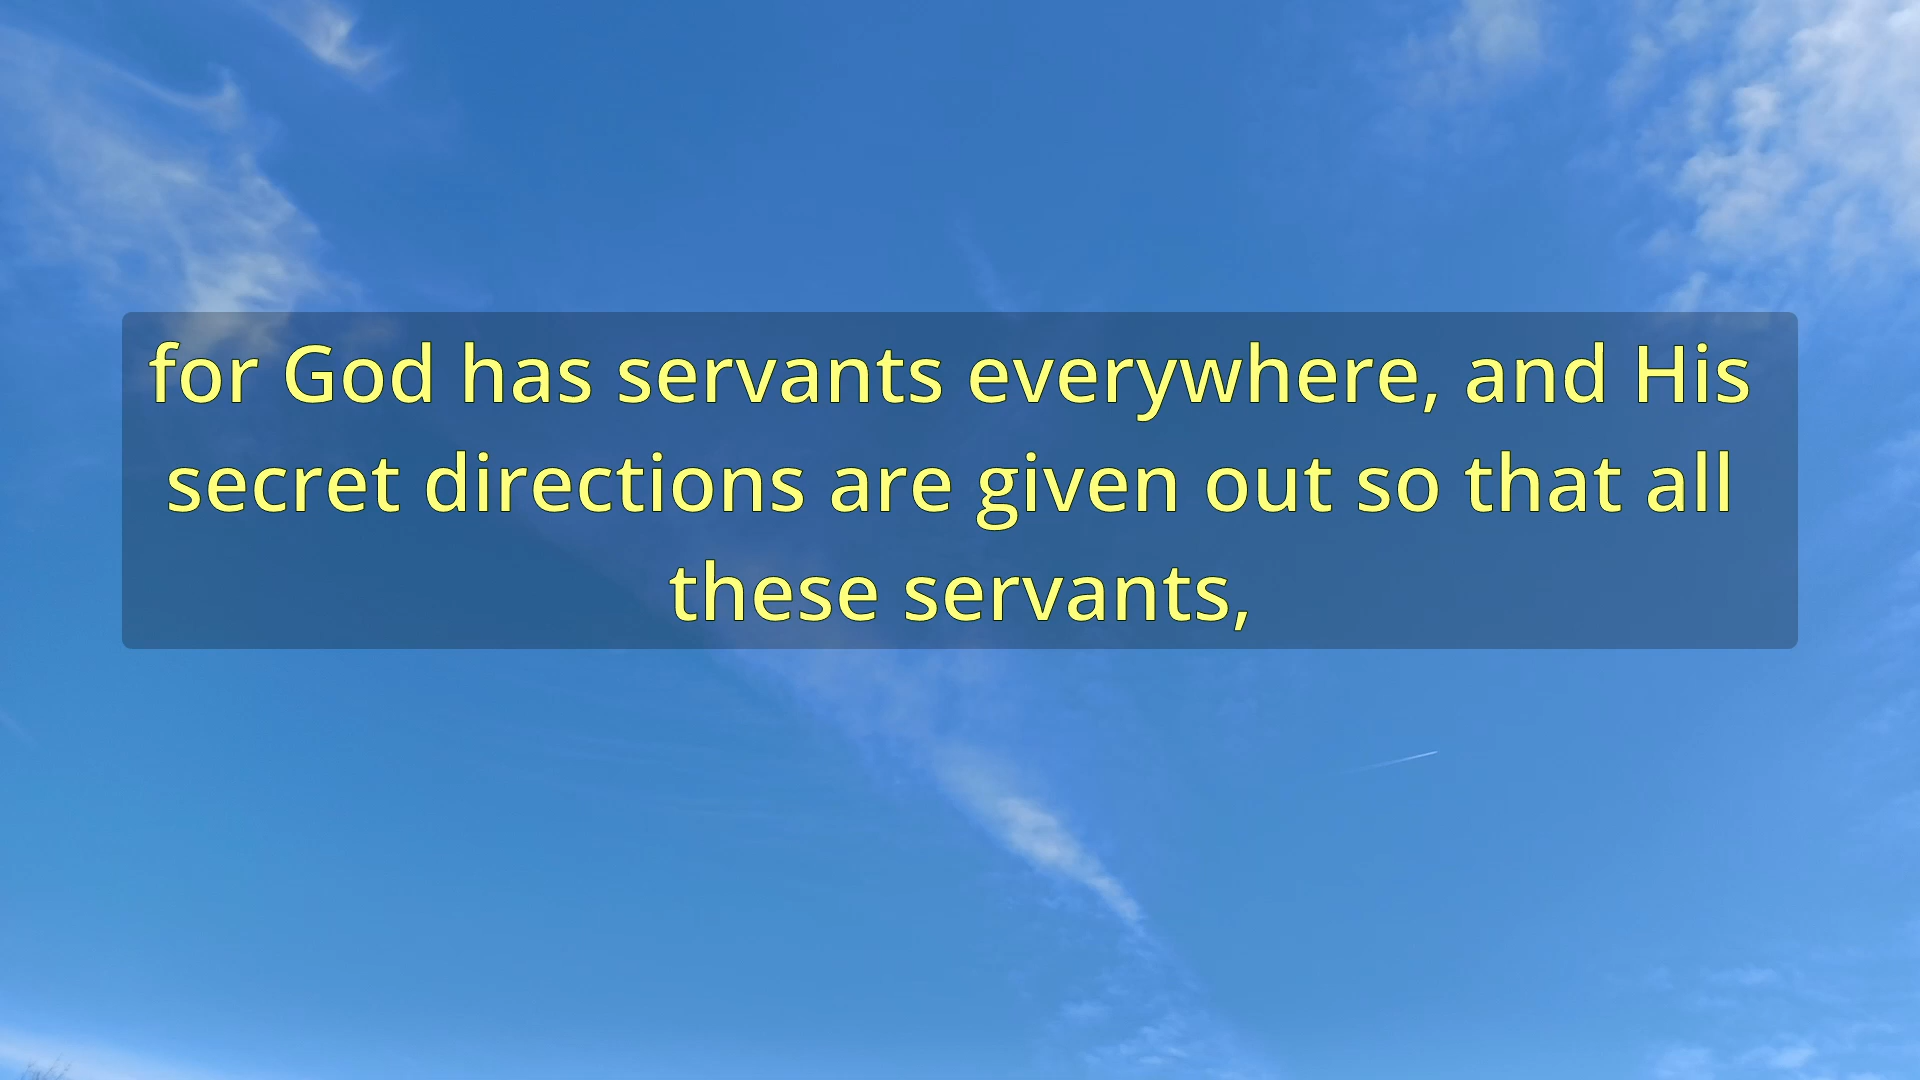 for God has servants everywhere, and His
secret directions are given out so that all
these servants,